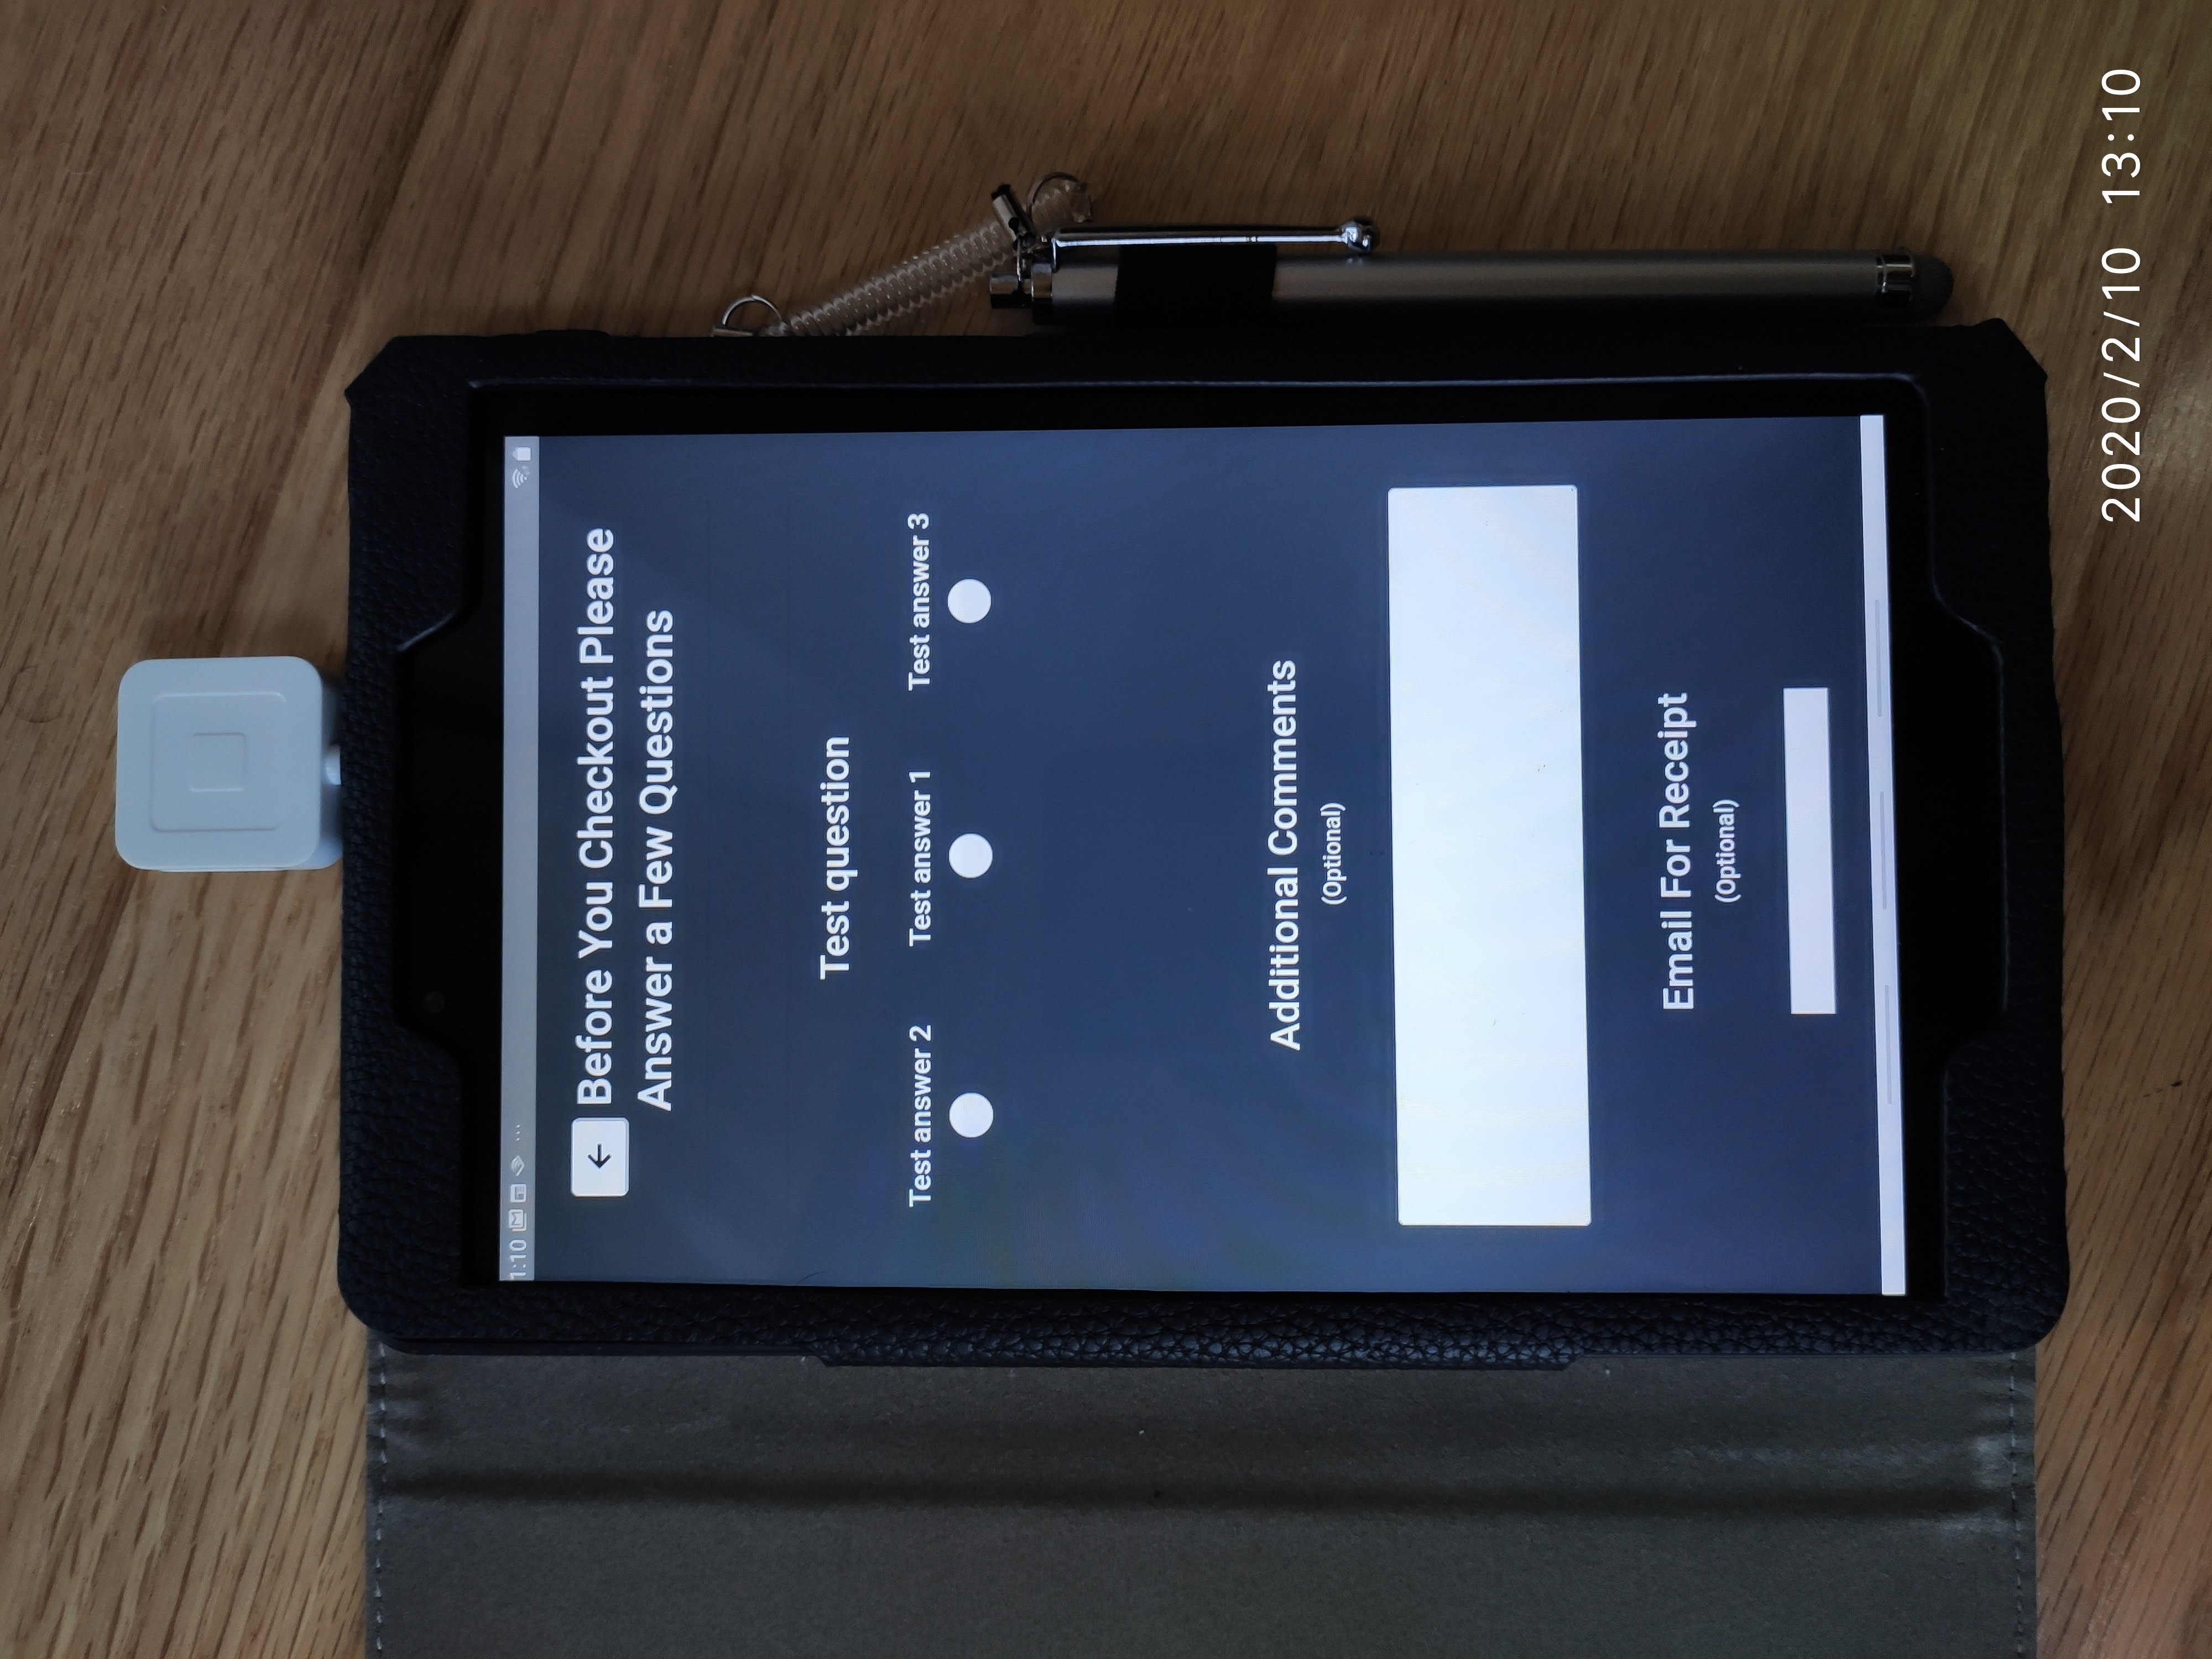 1:10
Before You Checkout Please
Answer a Few Questions
Test question
Test answer 2 Test answer 1 Test answer 3
Additional Comments
(Optional)
Email For Receipt
(Optional)
2020/2/10 13:10